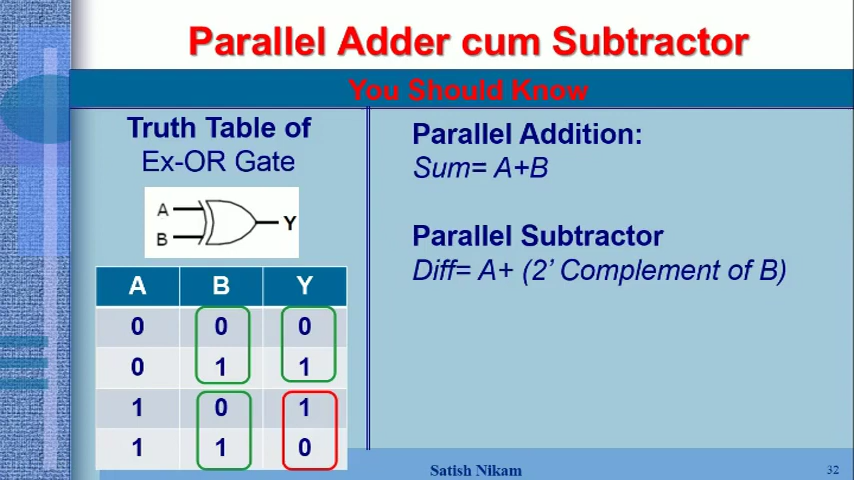 Parallel Adder cum Subtractor
You Should Know
Truth Table of
Ex-OR Gate
A
B
Y
A B Y
0 0 0
0 1 1
1 0 1
1 1 0
Parallel Addition:
Sum= A+B
Parallel Subtractor
Diff= A+ (2’ Complement of B)
Satish Nikam
32